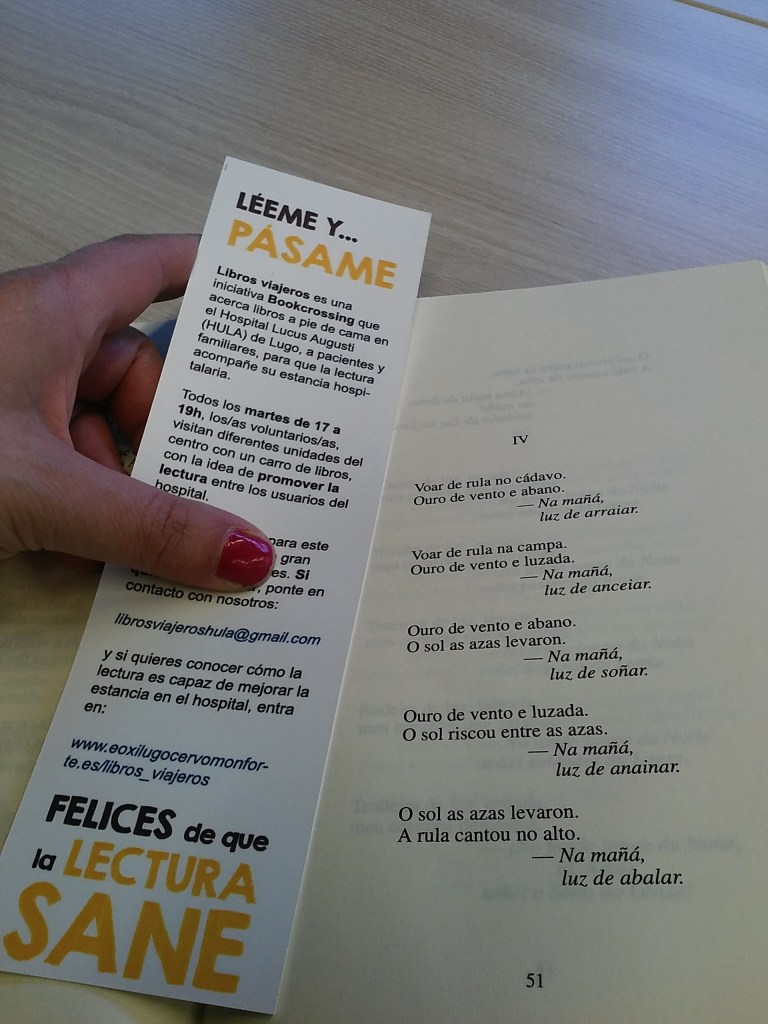 LÉEME Y...
PÁSAME
Libros viajeros es una
iniciativa Bookcrossing que
acerca libros a pie de cama en
el Hospital Lucus Augusti
(HULA) de Lugo, a pacientes y
familiares, para que la lectura
acompañe su estancia hospi-
talaria.
Todos los martes de 17 a
19h, los/as voluntarios/as,
visitan diferentes unidades del
centro con un carro de libros,
con la idea de promover la
lectura entre los usuarios del
hospital.
para este
gran
es. Si
ponte en
contacto con nosotros:
librosviajeroshula@gmail.com
y si quieres conocer cómo la
lectura es capaz de mejorar la
estancia en el hospital, entra
en:
www.eoxilugocervomonfor-
te.es/libros_viajeros
FELICES de que
la LECTURA
SANE
IV
Voar de rula no cádavo.
Ouro de vento e abano.
— Na mañá,
luz de arraiar.
Voar de rula na campa.
Ouro de vento e luzada.
— Na mañá,
luz de anceiar.
Ouro de vento e abano.
O sol as azas levaron.
— Na mañá,
luz de soñar.
Ouro de vento e luzada.
O sol riscou entre as azas.
— Na mañá,
luz de anainar.
O sol as azas levaron.
A rula cantou no alto.
— Na mañá,
luz de abalar.
51